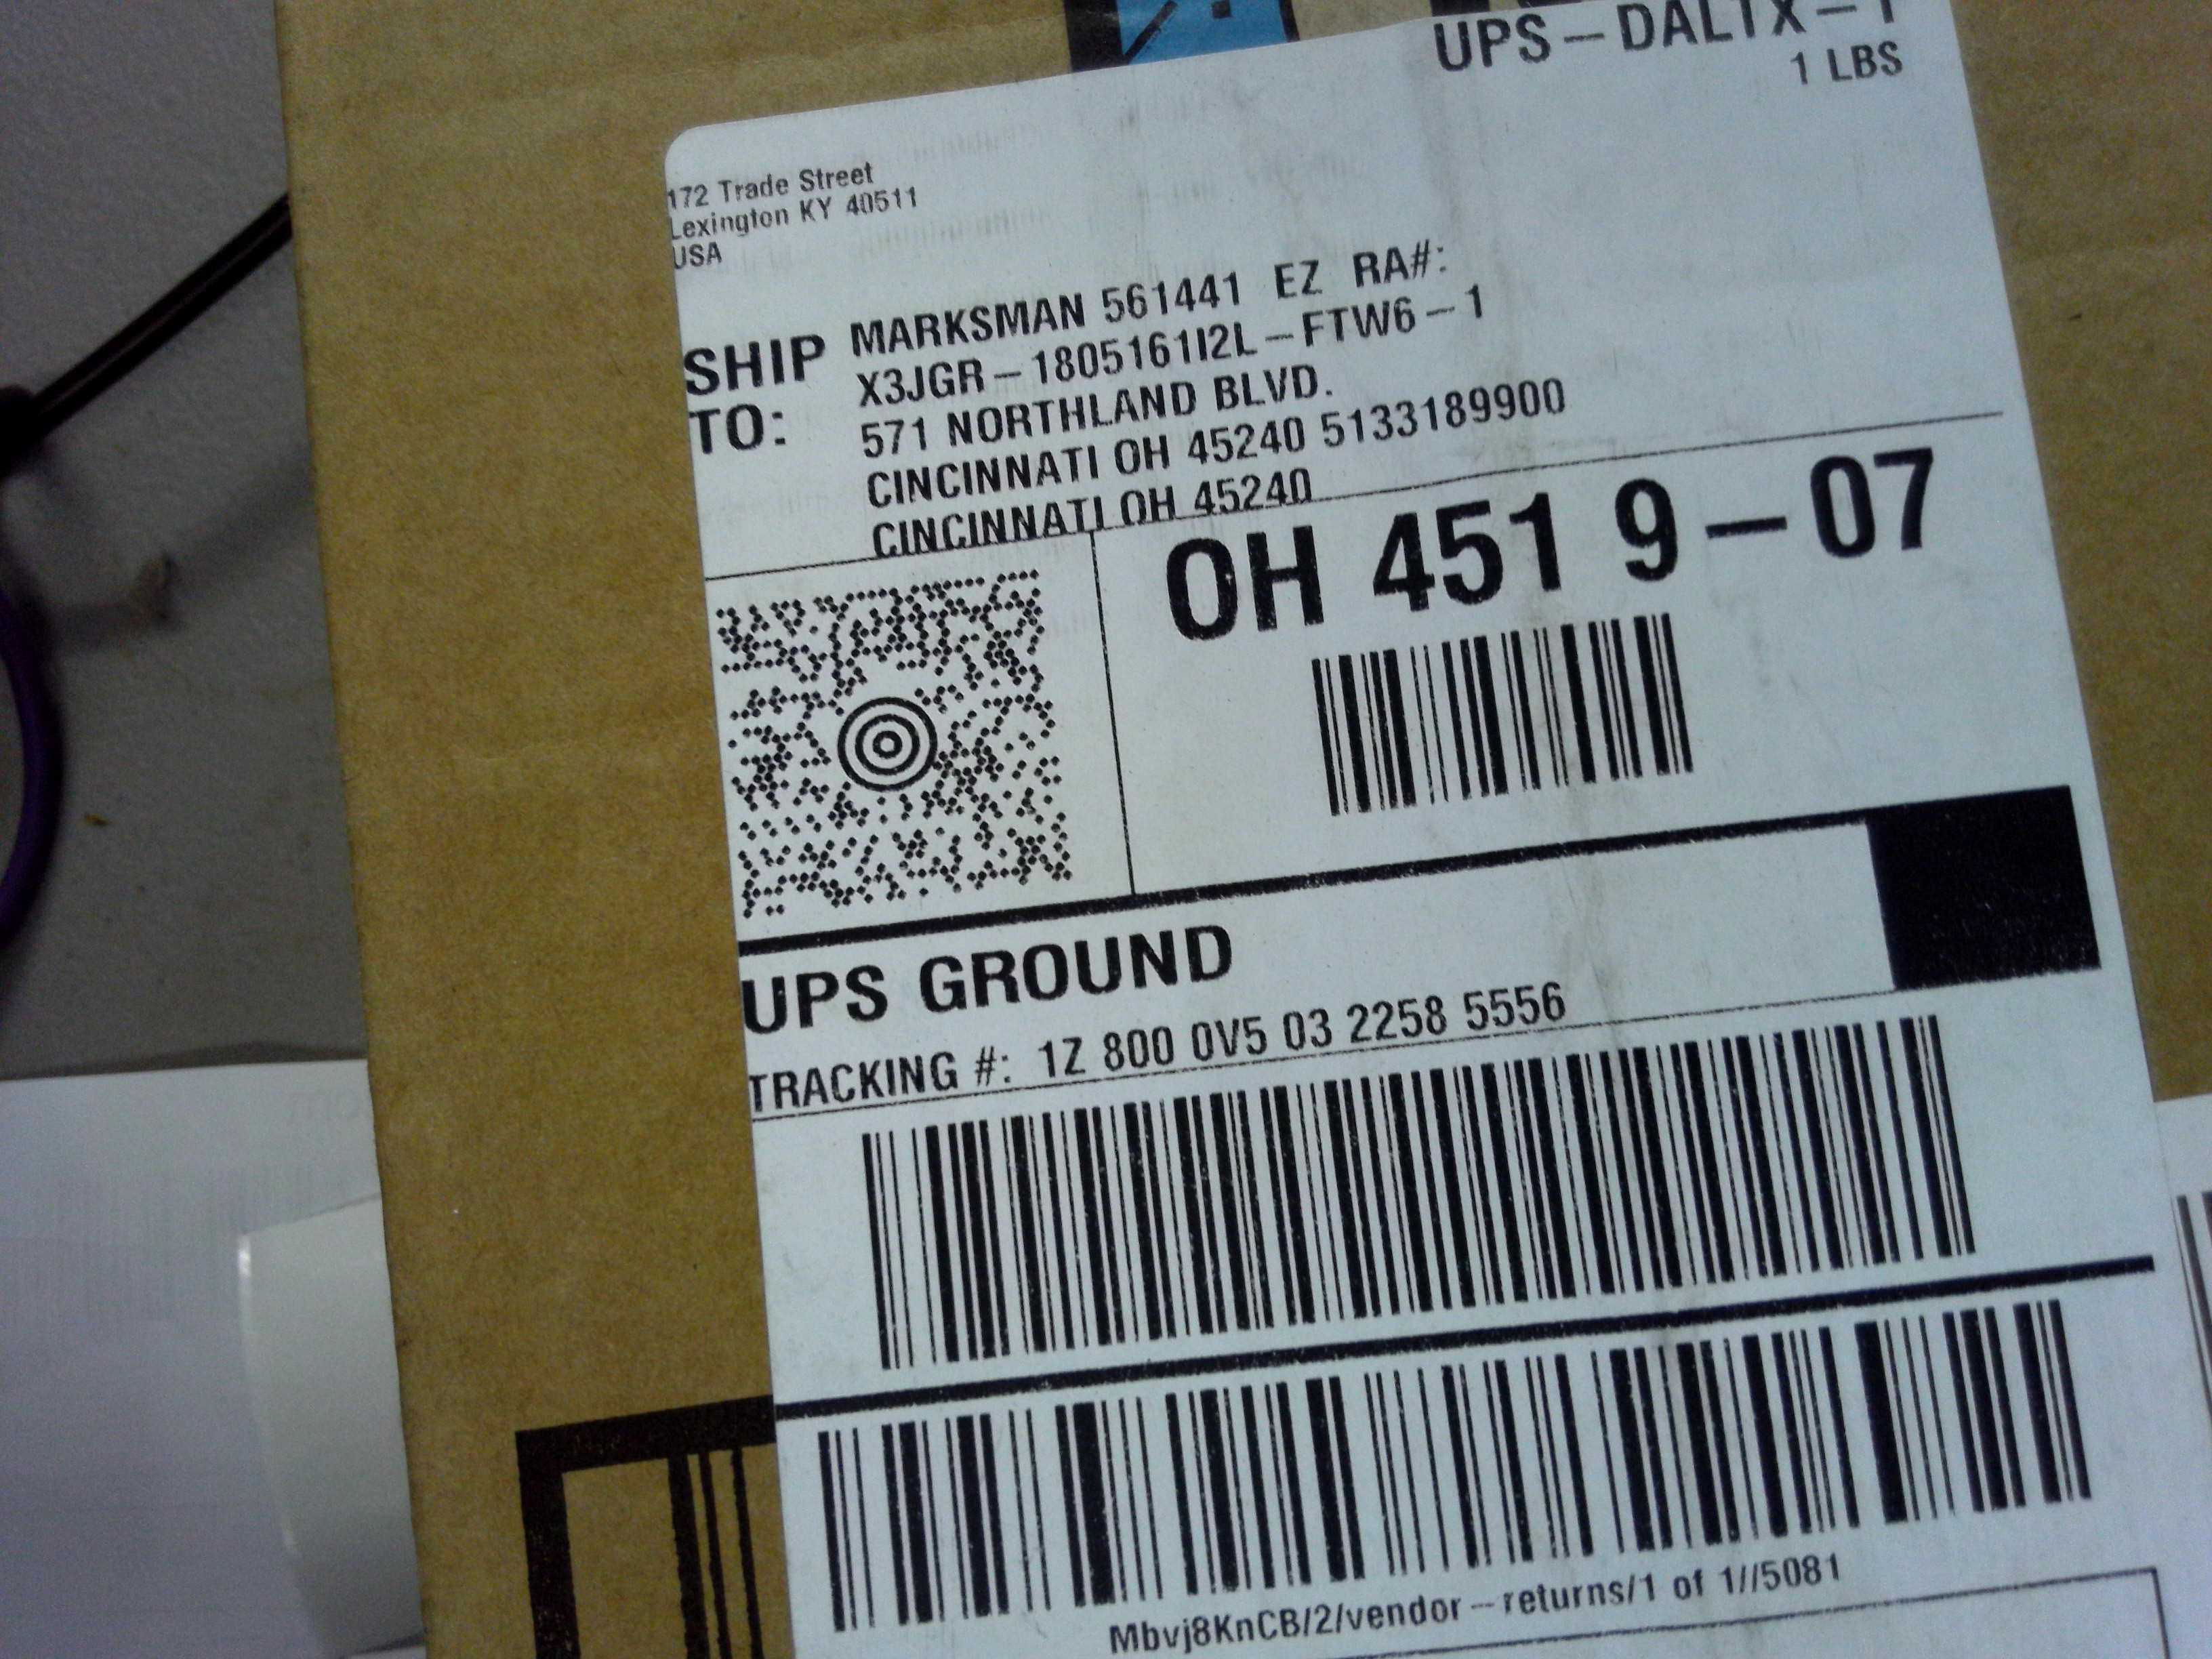 UPS – DALTX – 1
1 LBS
172 Trade Street
Lexington KY 40511
USA
SHIP TO:
MARKSMAN 561441 EZ RA#:
X3JGR – 1805161I2L – FTW6 – 1
571 NORTHLAND BLVD.
CINCINNATI OH 45240 5133189900
CINCINNATI OH 45240
OH 451 9 – 07
UPS GROUND
TRACKING #: 1Z 800 0V5 03 2258 5556
Mbvj8KnCB/2/vendor – returns/1 of 1//5081